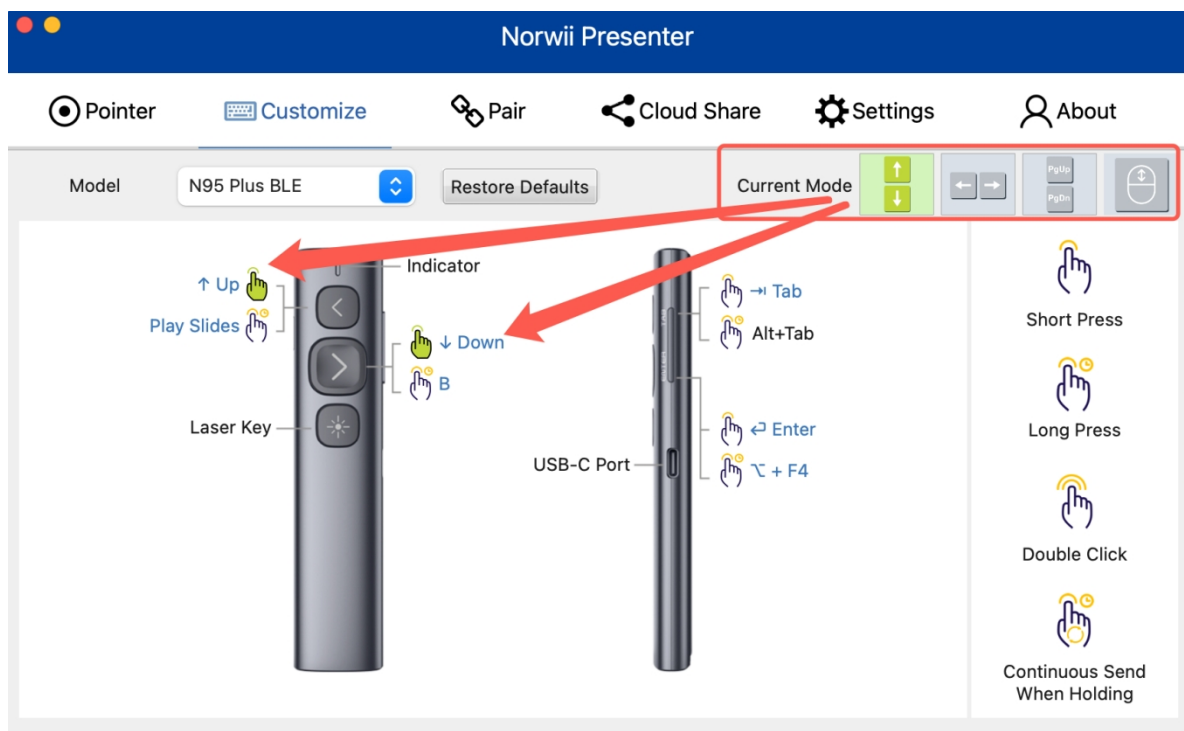 Norwii Presenter
Pointer
Customize
Pair
Cloud Share
Settings
About
Model
N95 Plus BLE
Restore Defaults
Current Mode
↑
↓
← →
PgUp
PgDn
Indicator
↑ Up
Play Slides
↓ Down
B
Laser Key
TAB
→I Tab
Alt+Tab
↵ Enter
⌥ + F4
USB-C Port
Short Press
Long Press
Double Click
Continuous Send
When Holding